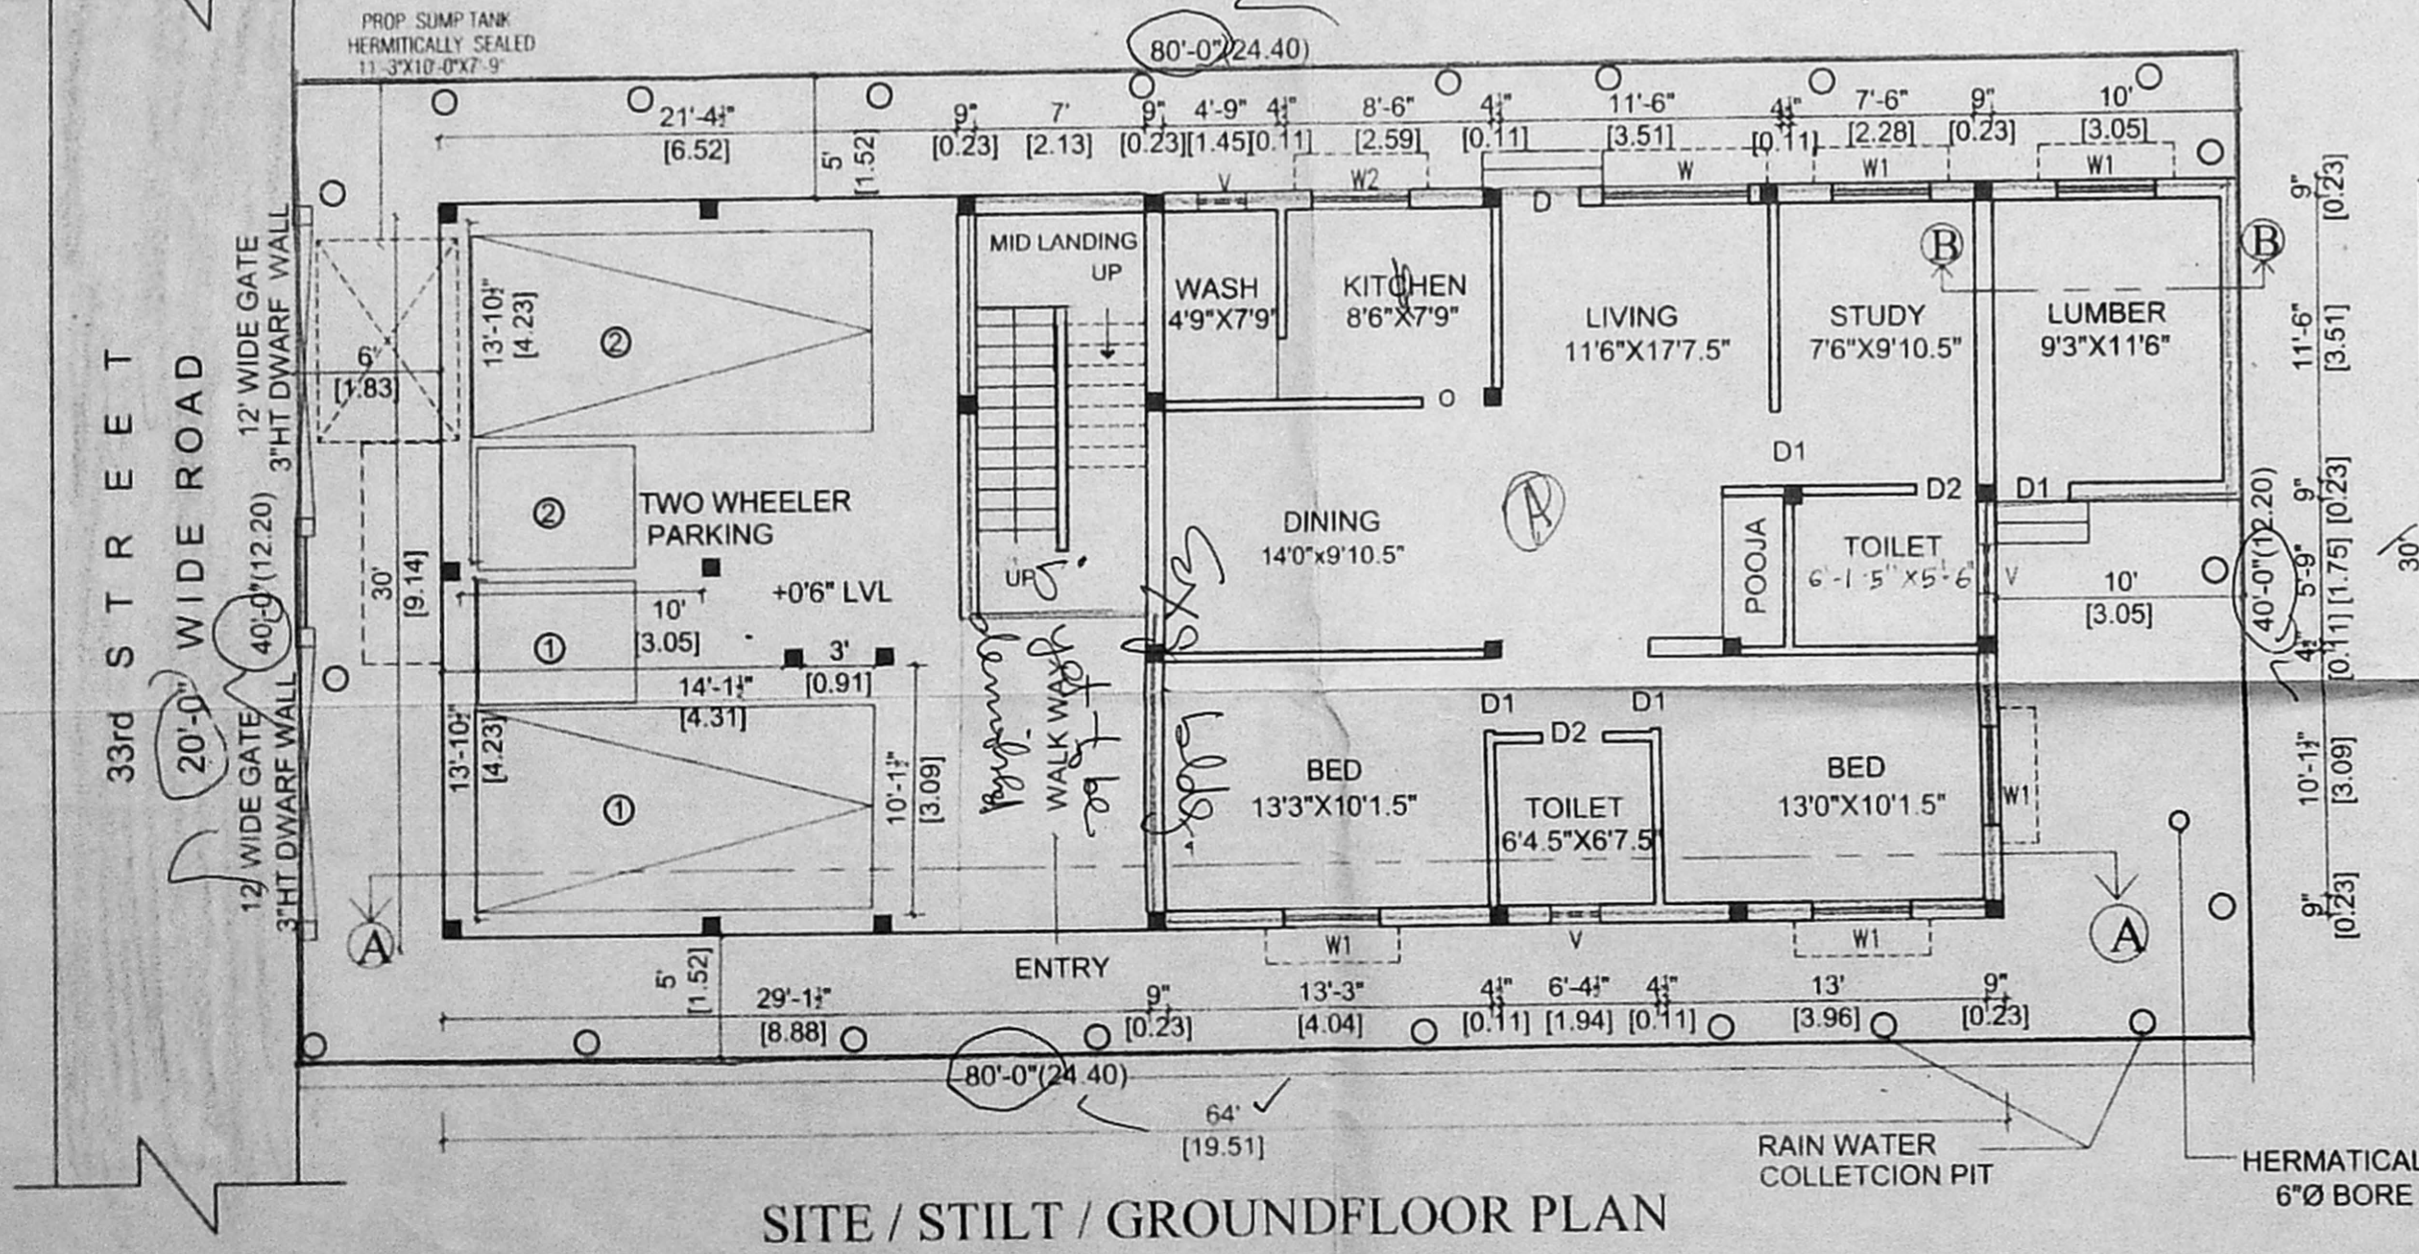 PROP SUMP TANK
HERMITICALLY SEALED
11'-3"X10'-0"X7'-9"
80'-0"(24.40)
21'-4½"
[6.52]
5'
[1.52]
9"
[0.23]
7'
[2.13]
9"
[0.23]
4'-9"
[1.45]
4½"
[0.11]
8'-6"
[2.59]
4½"
[0.11]
11'-6"
[3.51]
4½"
[0.11]
7'-6"
[2.28]
9"
[0.23]
10'
[3.05]
V
W2
D
W
W1
W1
33rd STREET
20'-0" WIDE ROAD
12' WIDE GATE
3"HT DWARF WALL
40'-0"(12.20)
12' WIDE GATE
3"HT DWARF WALL
6'
[1.83]
30'
[9.14]
13'-10½"
[4.23]
2
2
TWO WHEELER
PARKING
+0'6" LVL
10'
[3.05]
1
14'-1½"
[4.31]
3'
[0.91]
13'-10½"
[4.23]
1
10'-1½"
[3.09]
MID LANDING
UP
UP
WALK WAY
got to be
ENTRY
WASH
4'9"X7'9"
KITCHEN
8'6"X7'9"
O
LIVING
11'6"X17'7.5"
STUDY
7'6"X9'10.5"
LUMBER
9'3"X11'6"
B
B
D1
D2
D1
DINING
14'0"x9'10.5"
A
POOJA
TOILET
6'-1.5"X5'-6"
V
10'
[3.05]
D1
D1
D2
BED
13'3"X10'1.5"
TOILET
6'4.5"X6'7.5"
BED
13'0"X10'1.5"
W1
A
A
W1
V
W1
9"
[0.23]
11'-6"
[3.51]
9"
[0.23]
5'-9"
[1.75]
4½"
[0.11]
10'-1½"
[3.09]
9"
[0.23]
40'-0"(12.20)
30'
5'
[1.52]
29'-1½"
[8.88]
9"
[0.23]
13'-3"
[4.04]
4½"
[0.11]
6'-4½"
[1.94]
4½"
[0.11]
13'
[3.96]
9"
[0.23]
80'-0"(24.40)
64'
[19.51]
RAIN WATER
COLLETCION PIT
HERMATICAL
6"Ø BORE
SITE / STILT / GROUNDFLOOR PLAN